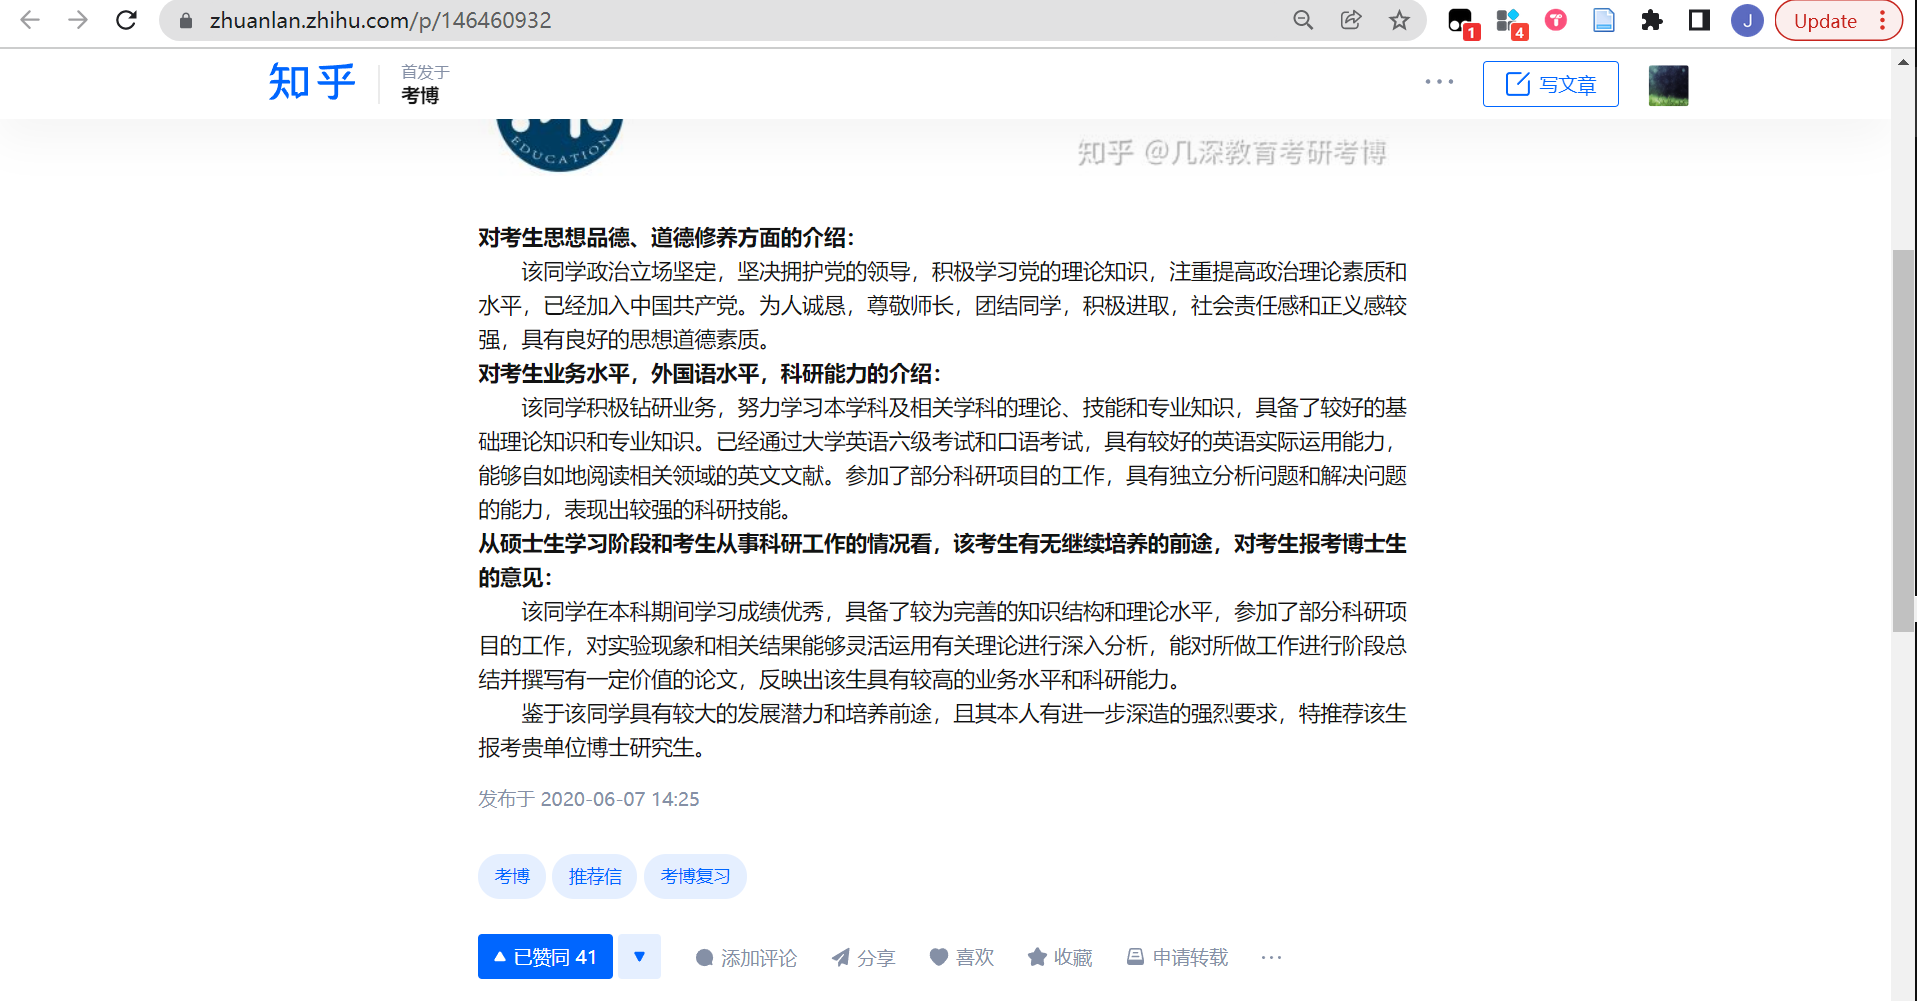 zhuanlan.zhihu.com/p/146460932
1
4
J
Update
知乎
首发于
考博
写文章
EDUCATION
知乎 @几深教育考研考博
对考生思想品德、道德修养方面的介绍：
该同学政治立场坚定，坚决拥护党的领导，积极学习党的理论知识，注重提高政治理论素质和
水平，已经加入中国共产党。为人诚恳，尊敬师长，团结同学，积极进取，社会责任感和正义感较
强，具有良好的思想道德素质。
对考生业务水平，外国语水平，科研能力的介绍：
该同学积极钻研业务，努力学习本学科及相关学科的理论、技能和专业知识，具备了较好的基
础理论知识和专业知识。已经通过大学英语六级考试和口语考试，具有较好的英语实际运用能力，
能够自如地阅读相关领域的英文文献。参加了部分科研项目的工作，具有独立分析问题和解决问题
的能力，表现出较强的科研技能。
从硕士生学习阶段和考生从事科研工作的情况看，该考生有无继续培养的前途，对考生报考博士生
的意见：
该同学在本科期间学习成绩优秀，具备了较为完善的知识结构和理论水平，参加了部分科研项
目的工作，对实验现象和相关结果能够灵活运用有关理论进行深入分析，能对所做工作进行阶段总
结并撰写有一定价值的论文，反映出该生具有较高的业务水平和科研能力。
鉴于该同学具有较大的发展潜力和培养前途，且其本人有进一步深造的强烈要求，特推荐该生
报考贵单位博士研究生。
发布于 2020-06-07 14:25
考博 推荐信 考博复习
已赞同 41 添加评论 分享 喜欢 收藏 申请转载